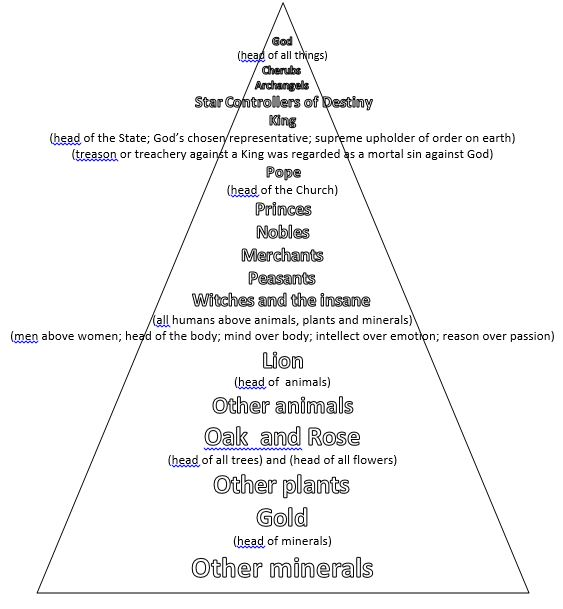 God
(head of all things)
Cherubs
Archangels
Star Controllers of Destiny
King
(head of the State; God’s chosen representative; supreme upholder of order on earth)
(treason or treachery against a King was regarded as a mortal sin against God)
Pope
(head of the Church)
Princes
Nobles
Merchants
Peasants
Witches and the insane
(all humans above animals, plants and minerals)
(men above women; head of the body; mind over body; intellect over emotion; reason over passion)
Lion
(head of animals)
Other animals
Oak and Rose
(head of all trees) and (head of all flowers)
Other plants
Gold
(head of minerals)
Other minerals